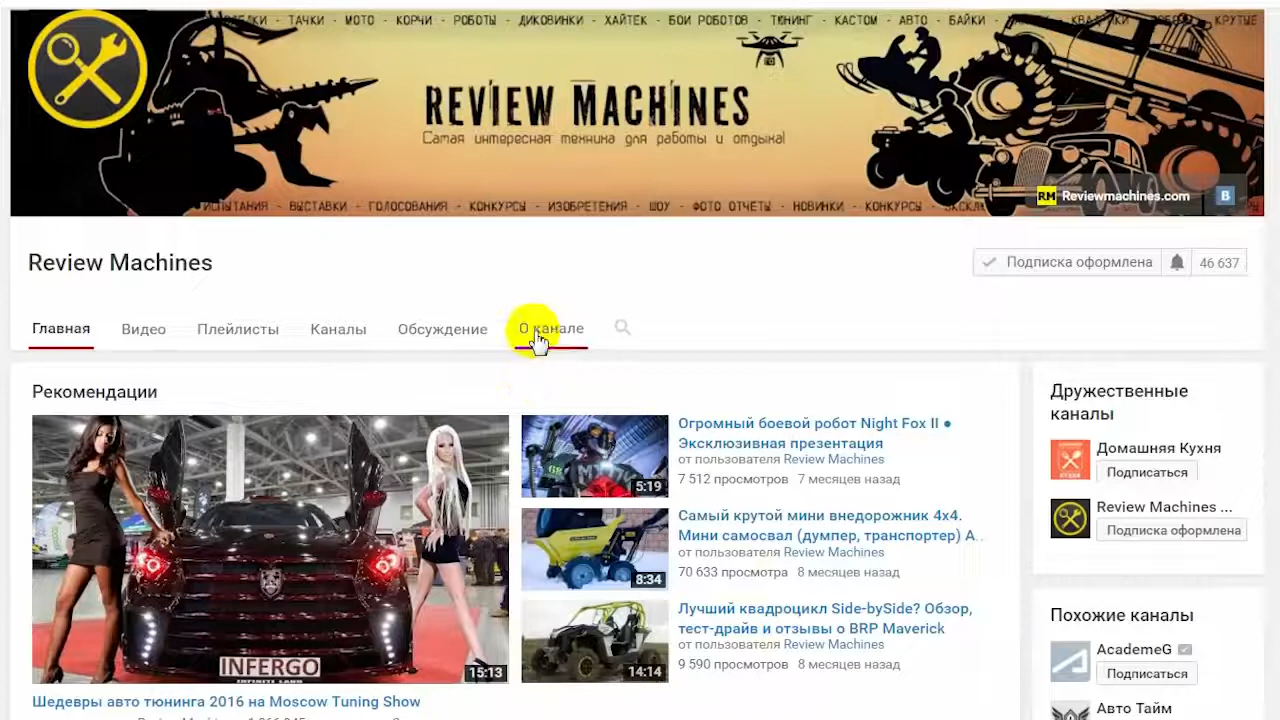 ТАЧКИ - МОТО - КОРЧИ - РОБОТЫ - ДИКОВИНКИ - ХАЙТЕК - БОИ РОБОТОВ - ТЮНИНГ - КАСТОМ - АВТО - БАЙКИ
КРУТЫЕ
REVIEW MACHINES
Самая интересная техника для работы и отдыха!
RM Reviewmachines.com
B
ИСПЫТАНИЯ - ВЫСТАВКИ - ГОЛОСОВАНИЯ - КОНКУРСЫ - ИЗОБРЕТЕНИЯ - ШОУ - ФОТО ОТЧЕТЫ - НОВИНКИ - КОНКУРСЫ
Review Machines
Подписка оформлена
46 637
Главная
Видео
Плейлисты
Каналы
Обсуждение
О канале
Рекомендации
INFERGO
15:13
Шедевры авто тюнинга 2016 на Moscow Tuning Show
5:19
Огромный боевой робот Night Fox II ●
Эксклюзивная презентация
от пользователя Review Machines
7 512 просмотров 7 месяцев назад
8:34
Самый крутой мини внедорожник 4x4.
Мини самосвал (думпер, транспортер) A..
от пользователя Review Machines
70 633 просмотра 8 месяцев назад
14:14
Лучший квадроцикл Side-bySide? Обзор,
тест-драйв и отзывы о BRP Maverick
от пользователя Review Machines
9 590 просмотров 8 месяцев назад
Дружественные
каналы
Домашняя Кухня
Подписаться
Review Machines ...
Подписка оформлена
Похожие каналы
AcademeG
Подписаться
Авто Тайм